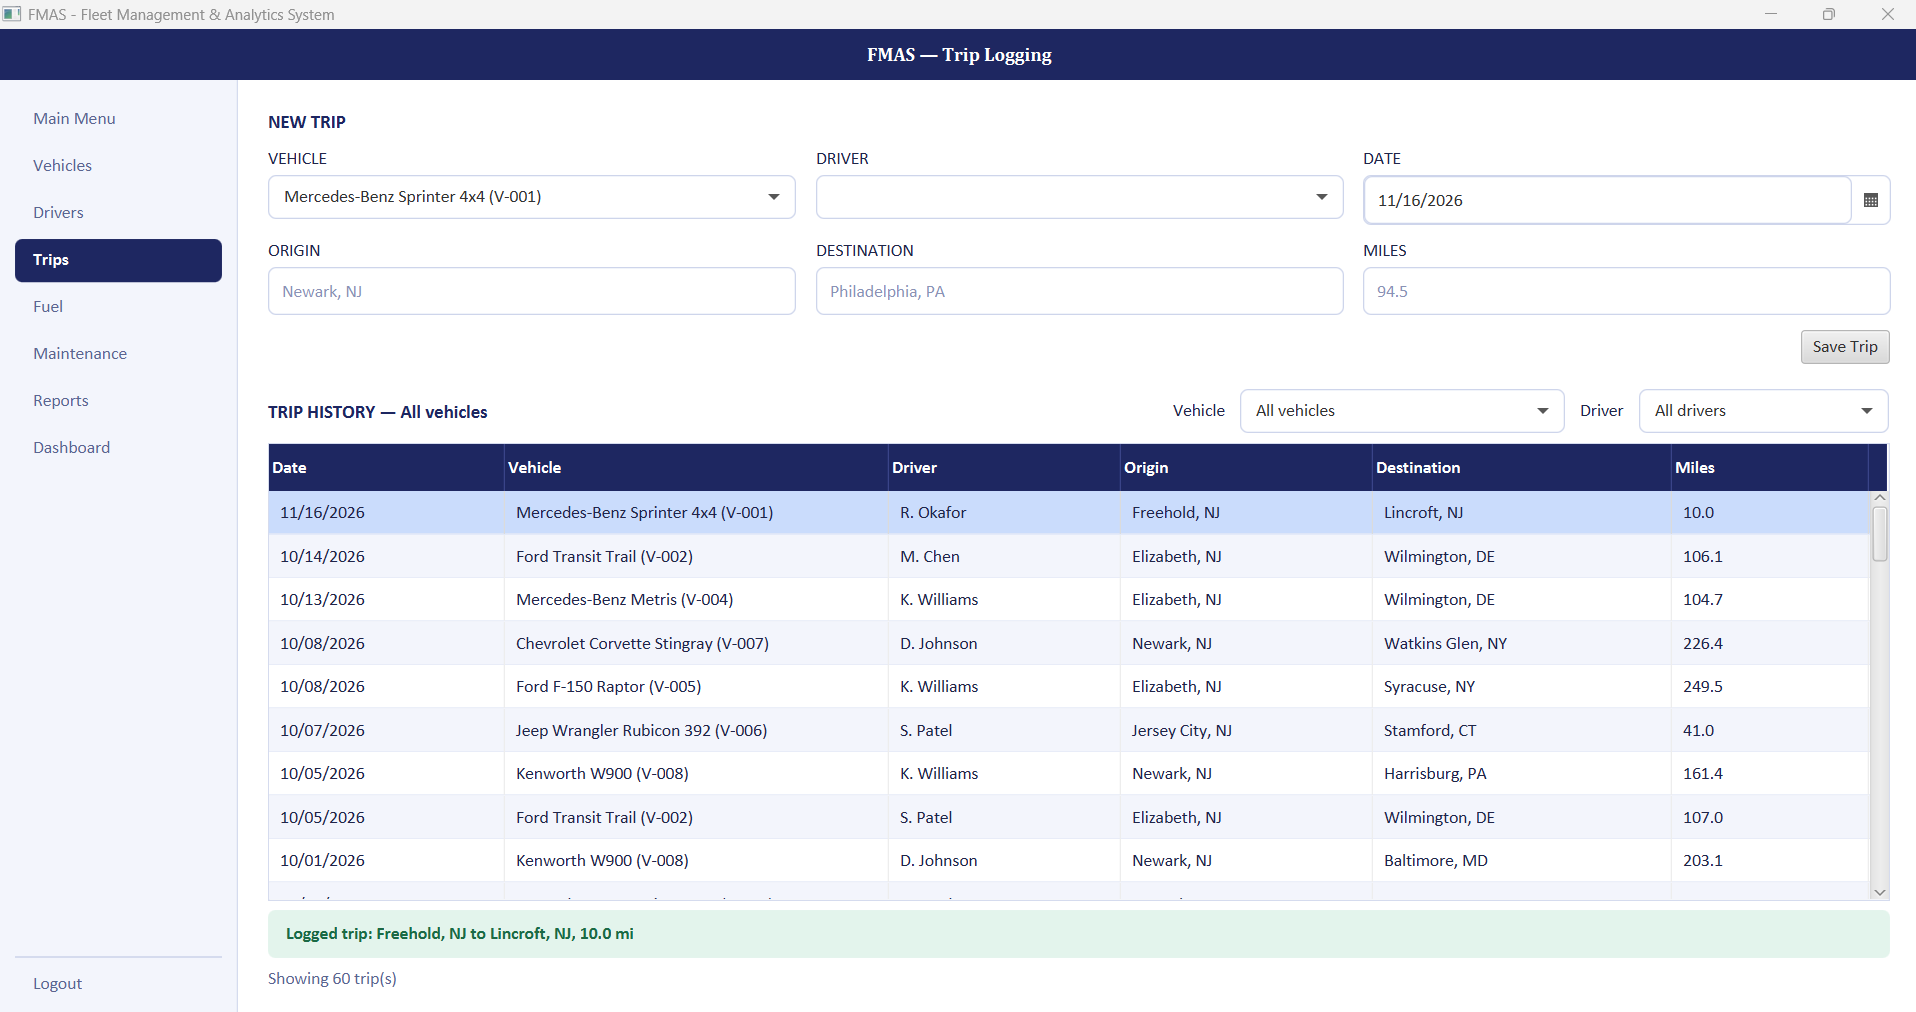 FMAS - Fleet Management & Analytics System
FMAS — Trip Logging
Main Menu
Vehicles
Drivers
Trips
Fuel
Maintenance
Reports
Dashboard
Logout
NEW TRIP
VEHICLE DRIVER DATE
Mercedes-Benz Sprinter 4x4 (V-001) 11/16/2026
ORIGIN DESTINATION MILES
Newark, NJ Philadelphia, PA 94.5
Save Trip
TRIP HISTORY — All vehicles Vehicle All vehicles Driver All drivers
Date Vehicle Driver Origin Destination Miles
11/16/2026 Mercedes-Benz Sprinter 4x4 (V-001) R. Okafor Freehold, NJ Lincroft, NJ 10.0
10/14/2026 Ford Transit Trail (V-002) M. Chen Elizabeth, NJ Wilmington, DE 106.1
10/13/2026 Mercedes-Benz Metris (V-004) K. Williams Elizabeth, NJ Wilmington, DE 104.7
10/08/2026 Chevrolet Corvette Stingray (V-007) D. Johnson Newark, NJ Watkins Glen, NY 226.4
10/08/2026 Ford F-150 Raptor (V-005) K. Williams Elizabeth, NJ Syracuse, NY 249.5
10/07/2026 Jeep Wrangler Rubicon 392 (V-006) S. Patel Jersey City, NJ Stamford, CT 41.0
10/05/2026 Kenworth W900 (V-008) K. Williams Newark, NJ Harrisburg, PA 161.4
10/05/2026 Ford Transit Trail (V-002) S. Patel Elizabeth, NJ Wilmington, DE 107.0
10/01/2026 Kenworth W900 (V-008) D. Johnson Newark, NJ Baltimore, MD 203.1
Logged trip: Freehold, NJ to Lincroft, NJ, 10.0 mi
Showing 60 trip(s)